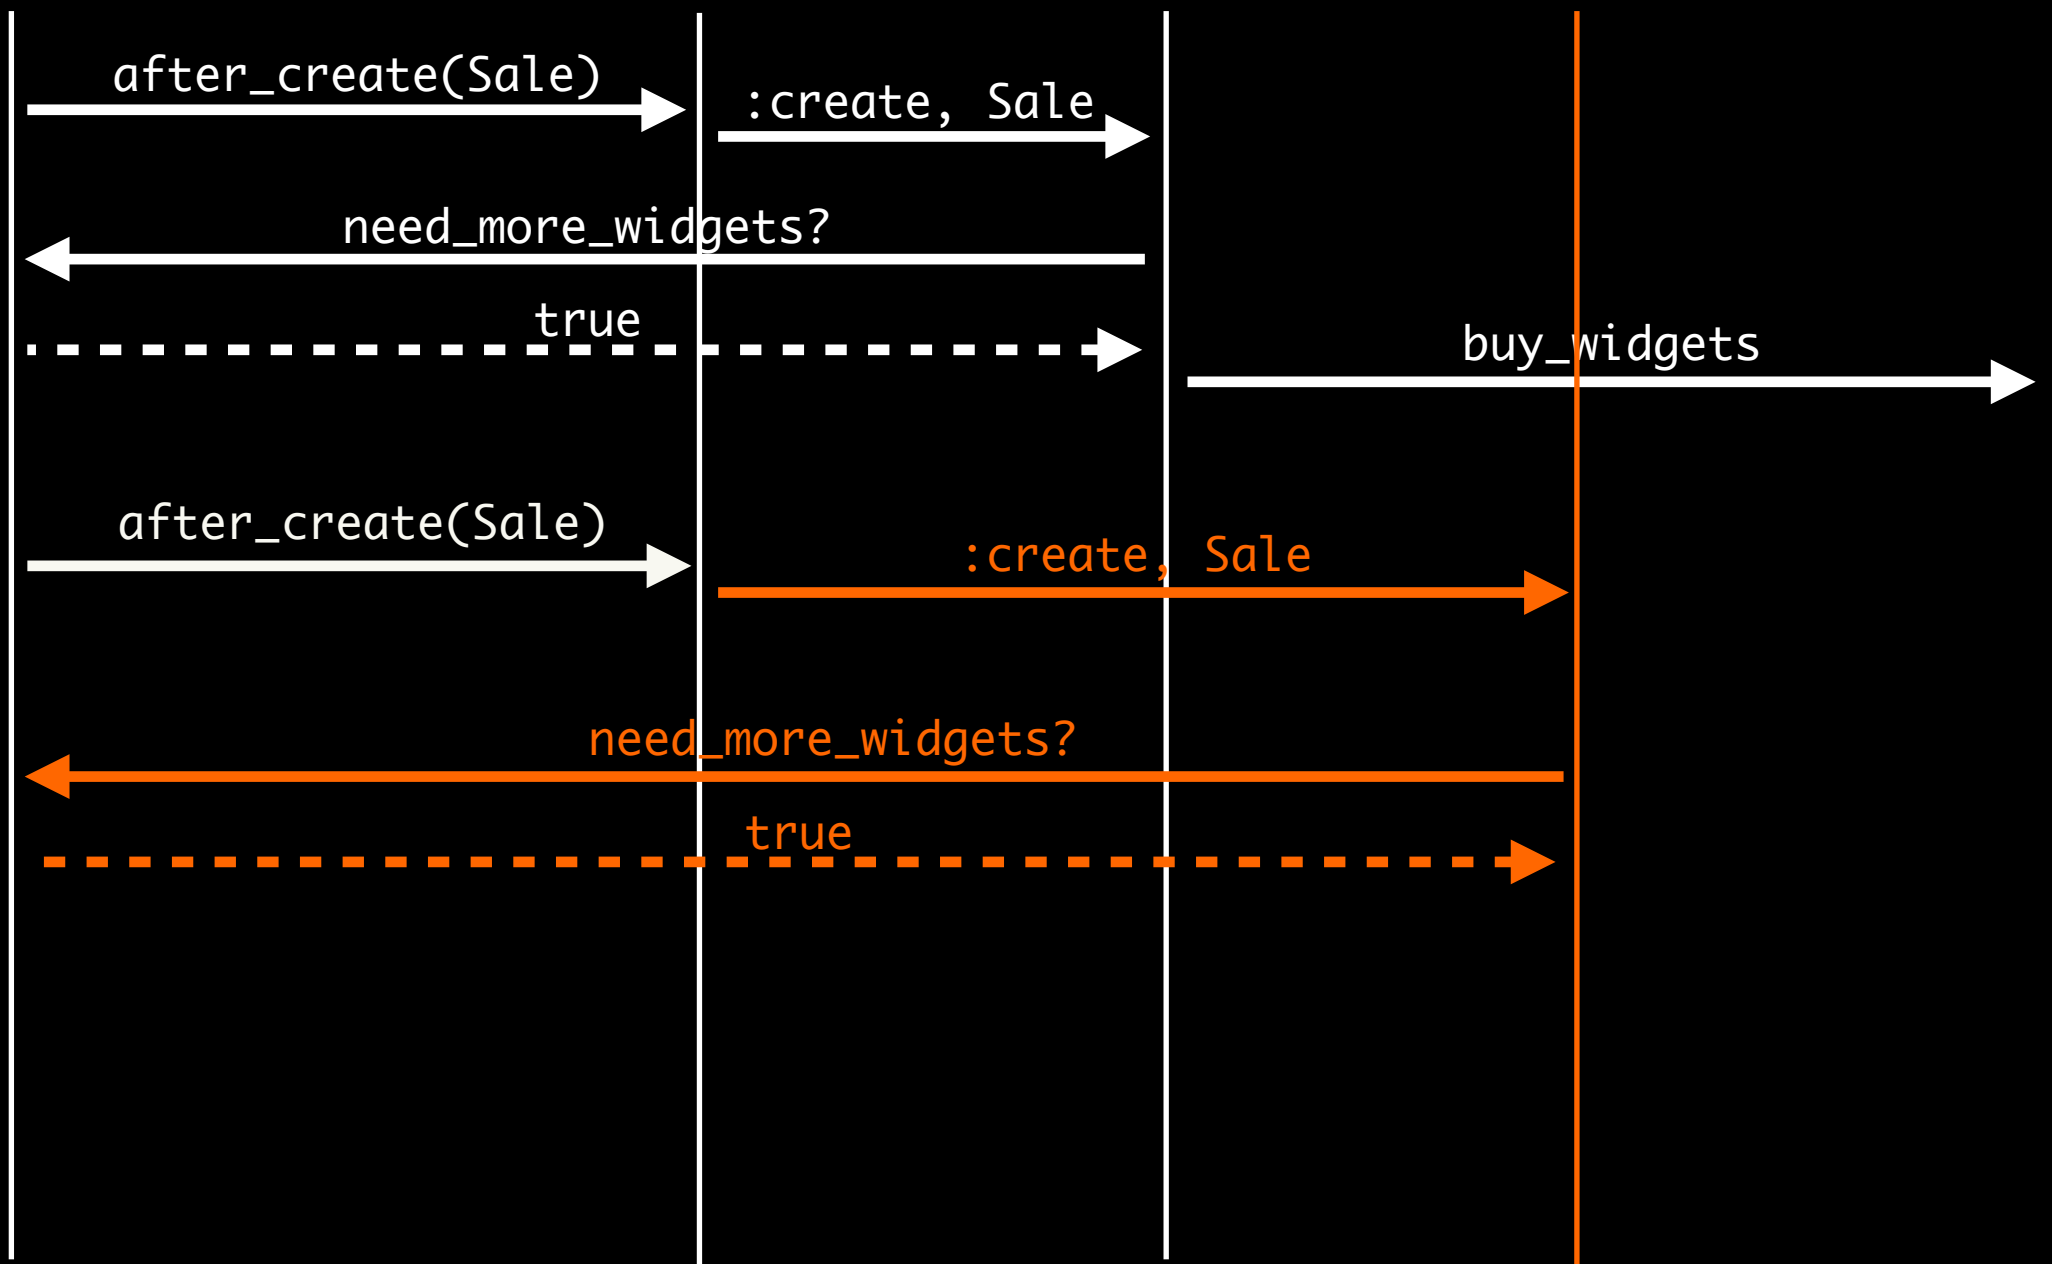 after_create(Sale)
:create, Sale
need_more_widgets?
true
buy_widgets
after_create(Sale)
:create, Sale
need_more_widgets?
true